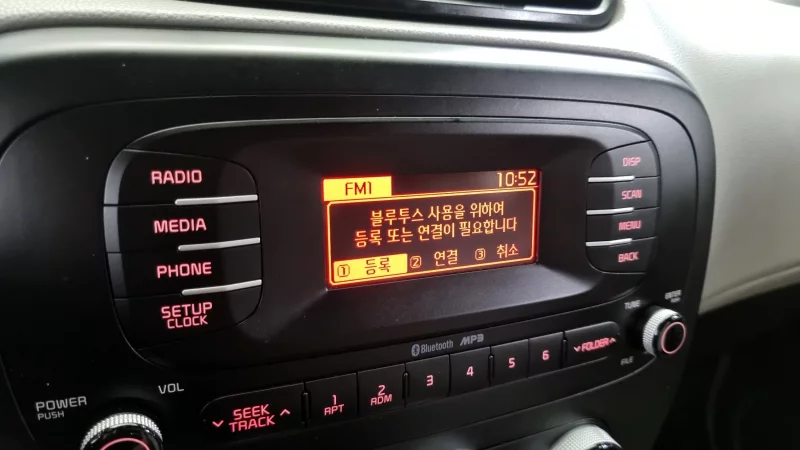 RADIO
MEDIA
PHONE
SETUP
CLOCK
FM1 10:52
블루투스 사용을 위하여
등록 또는 연결이 필요합니다
① 등록 ② 연결 ③ 취소
DISP
SCAN
MENU
BACK
Bluetooth MP3
ENTER
PUSH
TUNE
FILE
POWER
PUSH
VOL
SEEK
TRACK
1
RPT
2
RDM
3
4
5
6
FOLDER